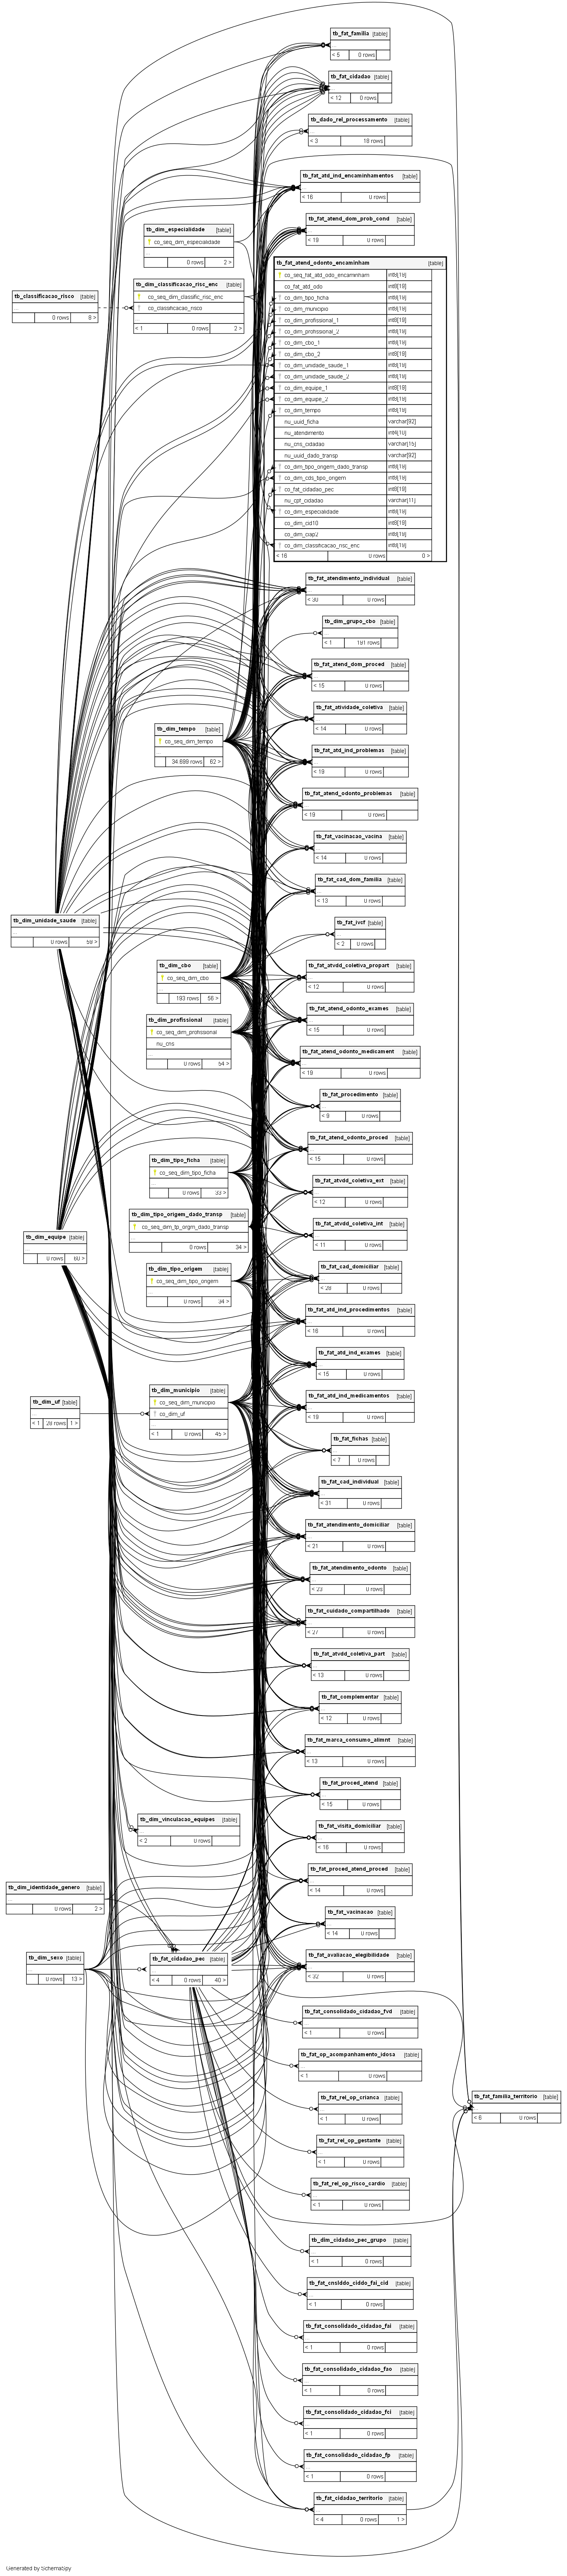 tb_fat_familia [table]
...
< 5 0 rows
tb_fat_cidadao [table]
...
< 12 0 rows
tb_dado_rel_processamento [table]
...
< 3 18 rows
tb_fat_atd_ind_encaminhamentos [table]
...
< 16 0 rows
tb_fat_atend_dom_prob_cond [table]
...
< 19 0 rows
tb_dim_especialidade [table]
co_seq_dim_especialidade
...
0 rows 2 >
tb_dim_classificacao_risc_enc [table]
co_seq_dim_classific_risc_enc
co_classificacao_risco
...
< 1 0 rows 2 >
tb_classificacao_risco [table]
...
0 rows 8 >
tb_fat_atend_odonto_encaminham [table]
co_seq_fat_atd_odo_encaminham int8[19]
co_fat_atd_odo int8[19]
co_dim_tipo_ficha int8[19]
co_dim_municipio int8[19]
co_dim_profissional_1 int8[19]
co_dim_profissional_2 int8[19]
co_dim_cbo_1 int8[19]
co_dim_cbo_2 int8[19]
co_dim_unidade_saude_1 int8[19]
co_dim_unidade_saude_2 int8[19]
co_dim_equipe_1 int8[19]
co_dim_equipe_2 int8[19]
co_dim_tempo int8[19]
nu_uuid_ficha
nu_atendimento int4[10]
nu_cns_cidadao varchar[15]
nu_uuid_dado_transp
co_dim_tipo_origem_dado_transp int8[19]
co_dim_cds_tipo_origem int8[19]
co_fat_cidadao_pec int8[19]
nu_cpf_cidadao varchar[11]
co_dim_especialidade int8[19]
co_dim_cid10 int8[19]
co_dim_ciap2 int8[19]
co_dim_classificacao_risc_enc int8[19]
< 16 0 rows 0 >
tb_fat_atendimento_individual [table]
...
< 30 0 rows
tb_dim_grupo_cbo [table]
...
< 1 191 rows
tb_fat_atend_dom_proced [table]
...
< 15 0 rows
tb_fat_atividade_coletiva [table]
...
< 14 0 rows
tb_dim_tempo [table]
co_seq_dim_tempo
...
34.699 rows 62 >
tb_fat_atd_ind_problemas [table]
...
< 19 0 rows
tb_fat_atend_odonto_problemas [table]
...
< 19 0 rows
tb_fat_vacinacao_vacina [table]
...
< 14 0 rows
tb_fat_cad_dom_familia [table]
...
< 13 0 rows
tb_dim_unidade_saude [table]
...
0 rows 59 >
tb_fat_ivcf [table]
...
< 2 0 rows
tb_dim_cbo [table]
co_seq_dim_cbo
...
193 rows 56 >
tb_fat_atvdd_coletiva_propart [table]
...
< 12 0 rows
tb_fat_atend_odonto_exames [table]
...
< 15 0 rows
tb_dim_profissional [table]
co_seq_dim_profissional
nu_cns
...
0 rows 54 >
tb_fat_atend_odonto_medicament [table]
...
< 19 0 rows
tb_fat_procedimento [table]
...
< 9 0 rows
tb_fat_atend_odonto_proced [table]
...
< 15 0 rows
tb_dim_tipo_ficha [table]
co_seq_dim_tipo_ficha
...
0 rows 33 >
tb_fat_atvdd_coletiva_ext [table]
...
< 12 0 rows
tb_dim_tipo_origem_dado_transp [table]
co_seq_dim_tp_orgm_dado_transp
...
0 rows 34 >
tb_fat_atvdd_coletiva_int [table]
...
< 11 0 rows
tb_dim_equipe [table]
...
0 rows 60 >
tb_dim_tipo_origem [table]
co_seq_dim_tipo_origem
...
0 rows 34 >
tb_fat_cad_domiciliar [table]
...
< 28 0 rows
tb_fat_atd_ind_procedimentos [table]
...
< 16 0 rows
tb_fat_atd_ind_exames [table]
...
< 15 0 rows
tb_dim_uf [table]
...
< 1 28 rows 1 >
tb_dim_municipio [table]
co_seq_dim_municipio
co_dim_uf
...
< 1 0 rows 45 >
tb_fat_atd_ind_medicamentos [table]
...
< 19 0 rows
tb_fat_fichas [table]
...
< 7 0 rows
tb_fat_cad_individual [table]
...
< 31 0 rows
tb_fat_atendimento_domiciliar [table]
...
< 21 0 rows
tb_fat_atendimento_odonto [table]
...
< 23 0 rows
tb_fat_cuidado_compartilhado [table]
...
< 27 0 rows
tb_fat_atvdd_coletiva_part [table]
...
< 13 0 rows
tb_fat_complementar [table]
...
< 12 0 rows
tb_fat_marca_consumo_alimnt [table]
...
< 13 0 rows
tb_fat_proced_atend [table]
...
< 15 0 rows
tb_dim_vinculacao_equipes [table]
...
< 2 0 rows
tb_fat_visita_domiciliar [table]
...
< 16 0 rows
tb_fat_proced_atend_proced [table]
...
< 14 0 rows
tb_dim_identidade_genero [table]
...
0 rows 2 >
tb_fat_vacinacao [table]
...
< 14 0 rows
tb_dim_sexo [table]
...
0 rows 13 >
tb_fat_cidadao_pec [table]
...
< 4 0 rows 40 >
tb_fat_avaliacao_elegibilidade [table]
...
< 32 0 rows
tb_fat_consolidado_cidadao_fvd [table]
...
< 1 0 rows
tb_fat_op_acompanhamento_idosa [table]
...
< 1 0 rows
tb_fat_rel_op_crianca [table]
...
< 1 0 rows
tb_fat_familia_territorio [table]
...
< 6 0 rows
tb_fat_rel_op_gestante [table]
...
< 1 0 rows
tb_fat_rel_op_risco_cardio [table]
...
< 1 0 rows
tb_dim_cidadao_pec_grupo [table]
...
< 1 0 rows
tb_fat_cnslddo_ciddo_fai_cid [table]
...
< 1 0 rows
tb_fat_consolidado_cidadao_fai [table]
...
< 1 0 rows
tb_fat_consolidado_cidadao_fao [table]
...
< 1 0 rows
tb_fat_consolidado_cidadao_fci [table]
...
< 1 0 rows
tb_fat_consolidado_cidadao_fp [table]
...
< 1 0 rows
tb_fat_cidadao_territorio [table]
...
< 4 0 rows 1 >
Generated by SchemaSpy